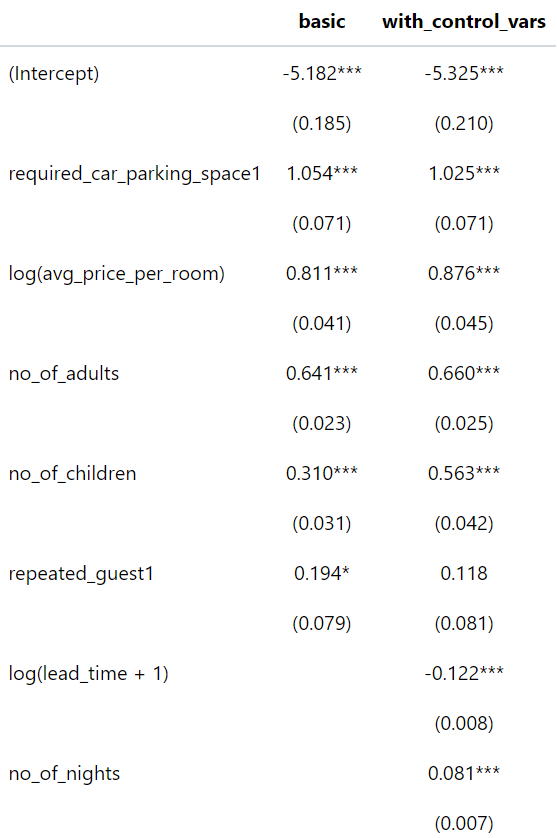 basic with_control_vars
(Intercept) -5.182*** -5.325***
(0.185) (0.210)
required_car_parking_space1 1.054*** 1.025***
(0.071) (0.071)
log(avg_price_per_room) 0.811*** 0.876***
(0.041) (0.045)
no_of_adults 0.641*** 0.660***
(0.023) (0.025)
no_of_children 0.310*** 0.563***
(0.031) (0.042)
repeated_guest1 0.194* 0.118
(0.079) (0.081)
log(lead_time + 1) -0.122***
(0.008)
no_of_nights 0.081***
(0.007)